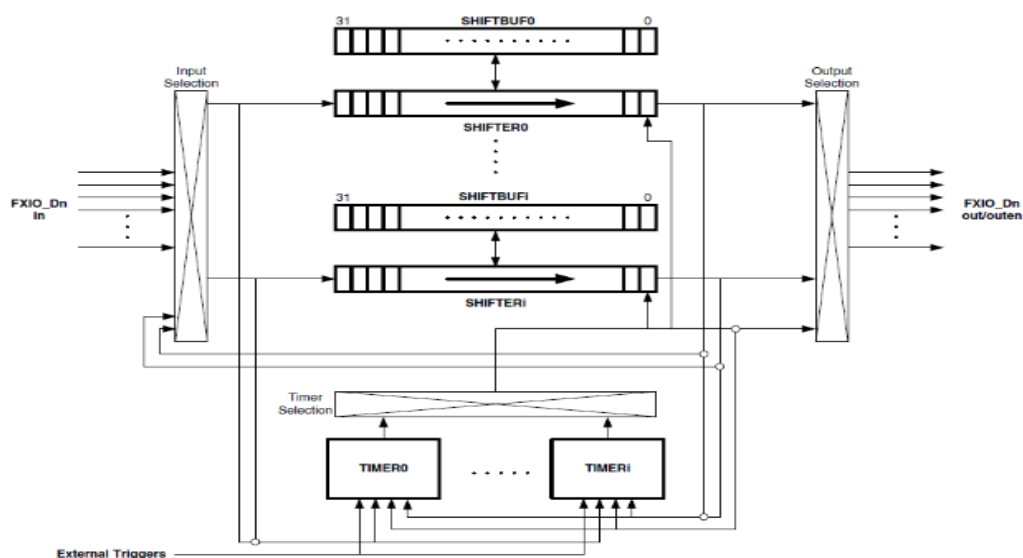 31 SHIFTBUF0 0
Input
Selection
Output
Selection
SHIFTER0
31 SHIFTBUFi 0
FXIO_Dn
in
FXIO_Dn
out/outen
SHIFTERi
Timer
Selection
TIMER0
TIMERi
External Triggers